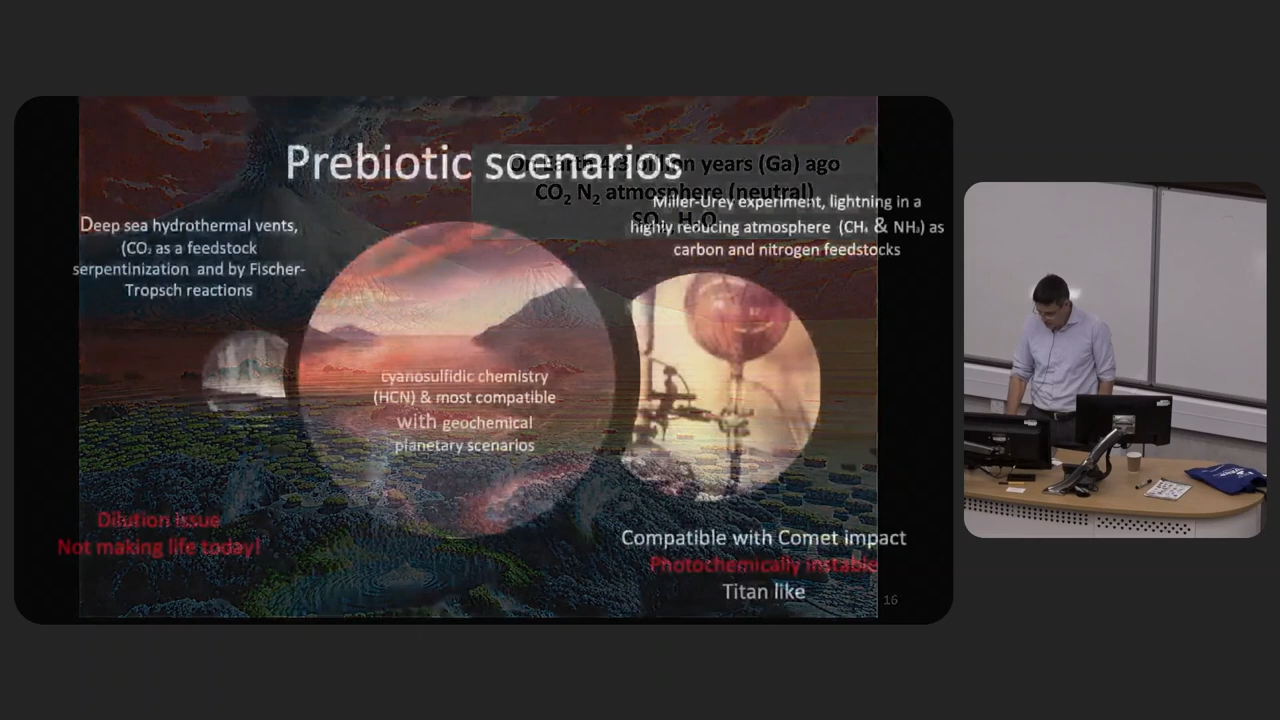 Prebiotic scenarios
On Earth 4.3 billion years (Ga) ago
CO₂ N₂ atmosphere (neutral)
SO₂ H₂O
Deep sea hydrothermal vents,
(CO₂ as a feedstock
serpentinization and by Fischer-
Tropsch reactions
Miller-Urey experiment, lightning in a
highly reducing atmosphere (CH₄ & NH₃) as
carbon and nitrogen feedstocks
cyanosulfidic chemistry
(HCN) & most compatible
with geochemical
planetary scenarios
Dilution issue
Not making life today!
Compatible with Comet impact
Photochemically instable
Titan like
16